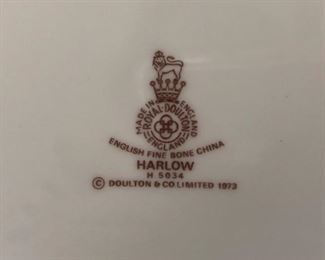 MADE IN ENGLAND
ROYAL DOULTON
ENGLAND
ENGLISH FINE BONE CHINA
HARLOW
H 5034
© DOULTON & CO. LIMITED 1973